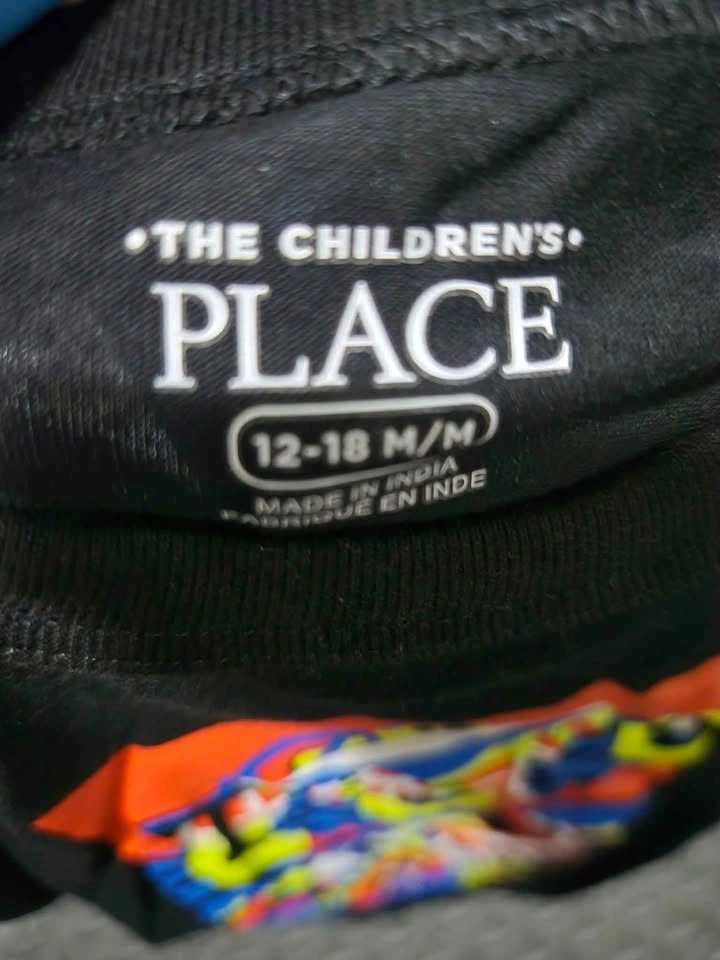 •THE CHILDREN'S•
PLACE
12-18 M/M
MADE IN INDIA
FABRIQUÉ EN INDE